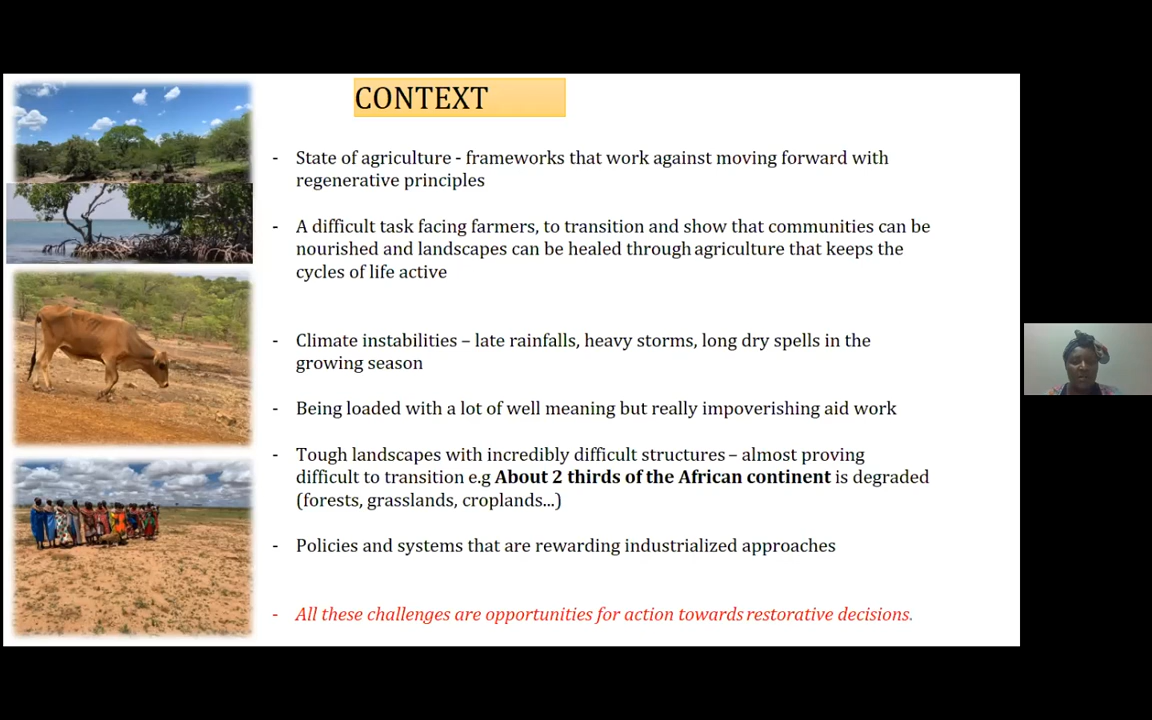 CONTEXT
- State of agriculture - frameworks that work against moving forward with
regenerative principles
- A difficult task facing farmers, to transition and show that communities can be
nourished and landscapes can be healed through agriculture that keeps the
cycles of life active
- Climate instabilities – late rainfalls, heavy storms, long dry spells in the
growing season
- Being loaded with a lot of well meaning but really impoverishing aid work
- Tough landscapes with incredibly difficult structures – almost proving
difficult to transition e.g About 2 thirds of the African continent is degraded
(forests, grasslands, croplands...)
- Policies and systems that are rewarding industrialized approaches
- All these challenges are opportunities for action towards restorative decisions.